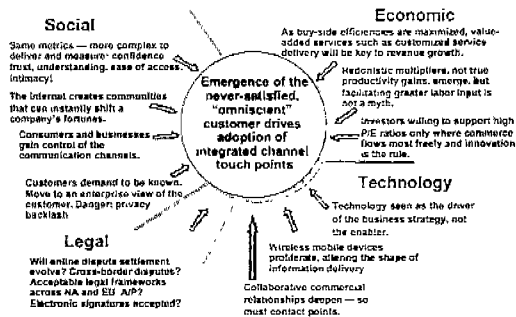 Social
Same metrics — more complex to
deliver and measure: confidence
trust, understanding, ease of access.
intimacy!
The Internet creates communities
that can instantly shift a
company's fortunes.
Consumers and businesses
gain control of the
communication channels.
Customers demand to be known.
Move to an enterprise view of the
customer. Danger: privacy
backlash
Legal
Will online dispute settlement
evolve? Cross-border disputes?
Acceptable legal frameworks
across NA and EU A/P?
Electronic signatures accepted?
Emergence of the
never-satisfied,
"omniscient"
customer drives
adoption of
integrated channel
touch points
Economic
As buy-side efficiencies are maximized, value-
added services such as customized service
delivery will be key to revenue growth.
Hedonistic multipliers, not true
productivity gains, emerge, but
facilitating greater labor input is
not a myth.
Investors willing to support high
P/E ratios only where commerce
flows most freely and innovation
is the rule.
Technology
Technology seen as the driver
of the business strategy, not
the enabler.
Wireless mobile devices
proliferate, altering the shape of
information delivery
Collaborative commercial
relationships deepen — so
must contact points.